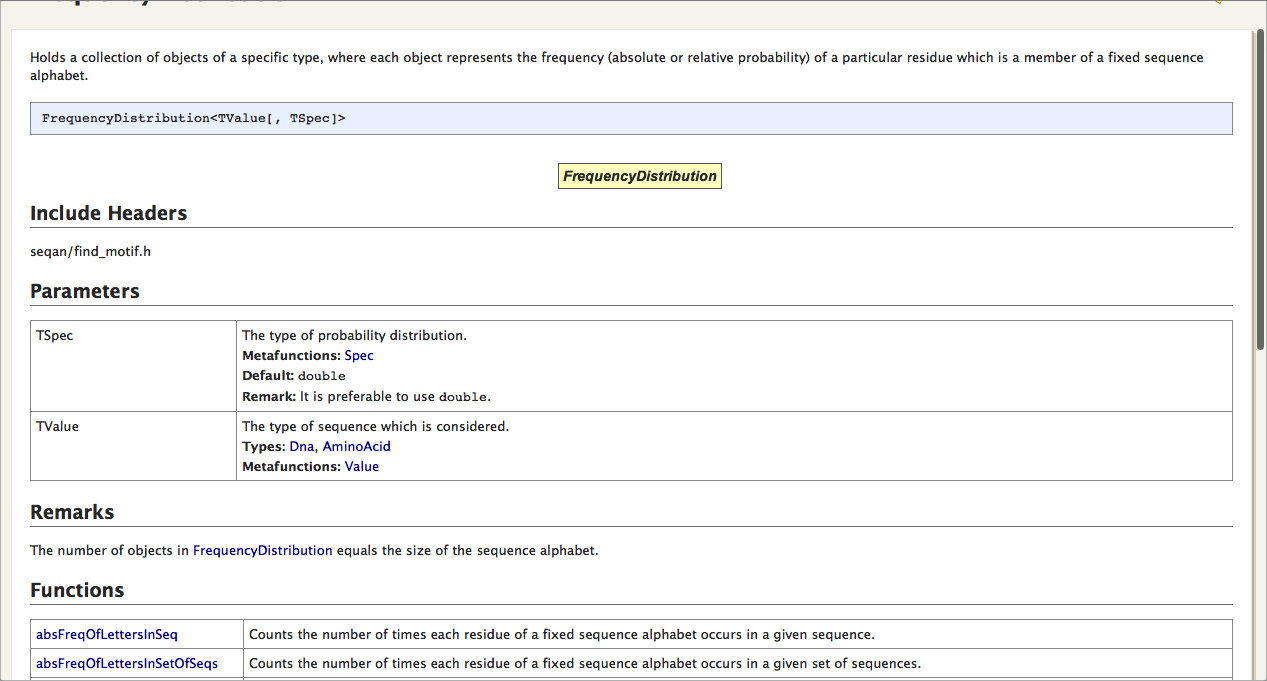 Holds a collection of objects of a specific type, where each object represents the frequency (absolute or relative probability) of a particular residue which is a member of a fixed sequence
alphabet.
FrequencyDistribution<TValue[, TSpec]>
FrequencyDistribution
Include Headers
seqan/find_motif.h
Parameters
TSpec
The type of probability distribution.
Metafunctions: Spec
Default: double
Remark: It is preferable to use double.
TValue
The type of sequence which is considered.
Types: Dna, AminoAcid
Metafunctions: Value
Remarks
The number of objects in FrequencyDistribution equals the size of the sequence alphabet.
Functions
absFreqOfLettersInSeq
Counts the number of times each residue of a fixed sequence alphabet occurs in a given sequence.
absFreqOfLettersInSetOfSeqs
Counts the number of times each residue of a fixed sequence alphabet occurs in a given set of sequences.